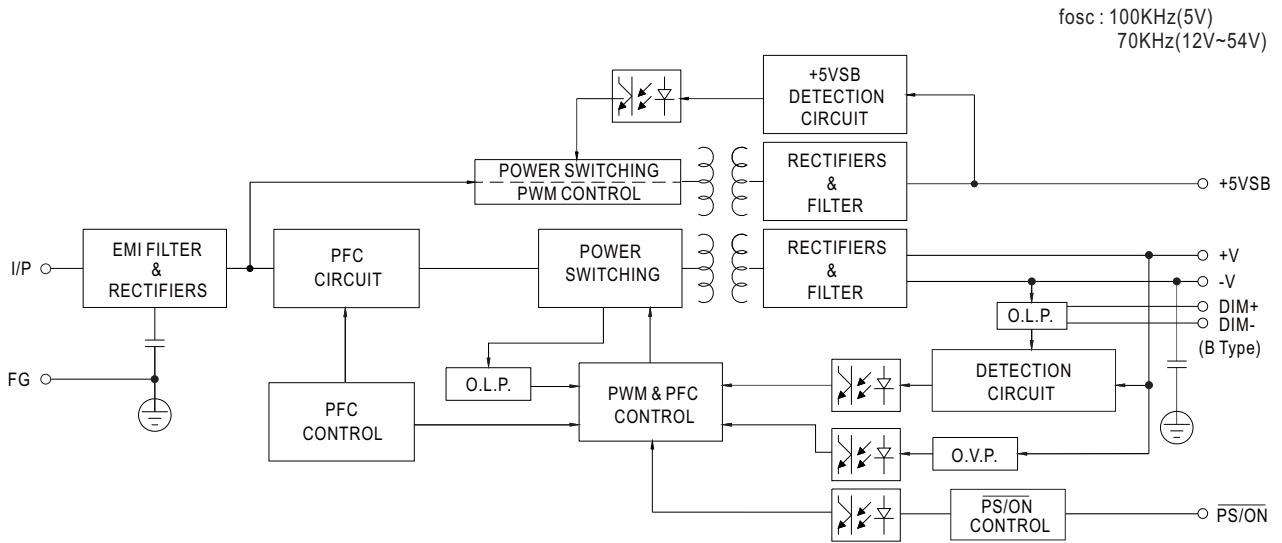 fosc : 100KHz(5V)
70KHz(12V~54V)
+5VSB
DETECTION
CIRCUIT
POWER SWITCHING
PWM CONTROL
RECTIFIERS
&
FILTER
+5VSB
I/P
EMI FILTER
&
RECTIFIERS
PFC
CIRCUIT
POWER
SWITCHING
RECTIFIERS
&
FILTER
+V
-V
DIM+
DIM-
(B Type)
O.L.P.
FG
PFC
CONTROL
O.L.P.
PWM & PFC
CONTROL
DETECTION
CIRCUIT
O.V.P.
PS/ON
CONTROL
PS/ON